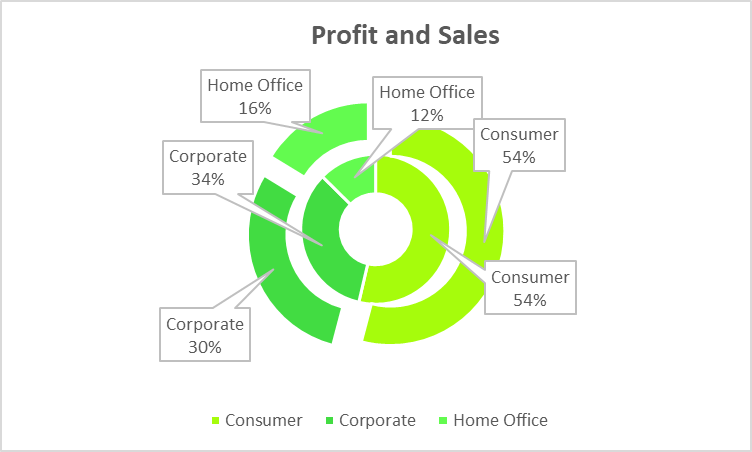 Profit and Sales
Home Office
16%
Home Office
12%
Consumer
54%
Corporate
34%
Consumer
54%
Corporate
30%
Consumer
Corporate
Home Office